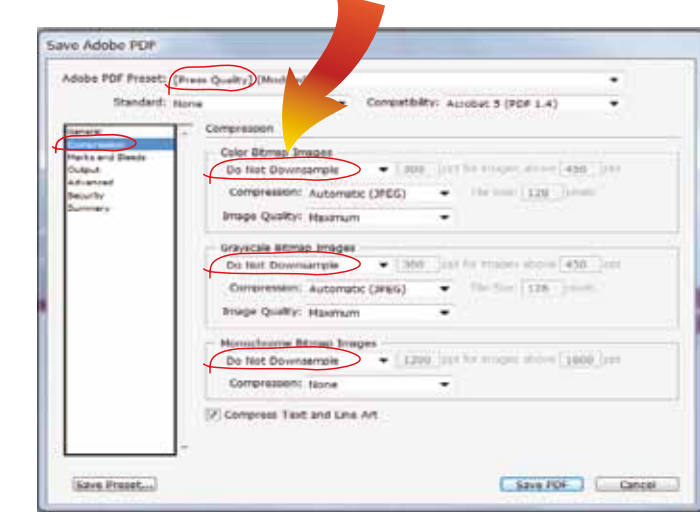 Save Adobe PDF
Adobe PDF Preset: [Press Quality] (Modified)
Standard: None
Compatibility: Acrobat 5 (PDF 1.4)
General
Compression
Marks and Bleeds
Output
Advanced
Security
Summary
Compression
Color Bitmap Images
Do Not Downsample 300 ppi for images above 450 ppi
Compression: Automatic (JPEG) Tile Size: 128 pixels
Image Quality: Maximum
Grayscale Bitmap Images
Do Not Downsample 300 ppi for images above 450 ppi
Compression: Automatic (JPEG) Tile Size: 128 pixels
Image Quality: Maximum
Monochrome Bitmap Images
Do Not Downsample 1200 ppi for images above 1800 ppi
Compression: None
Compress Text and Line Art
Save Preset...
Save PDF
Cancel